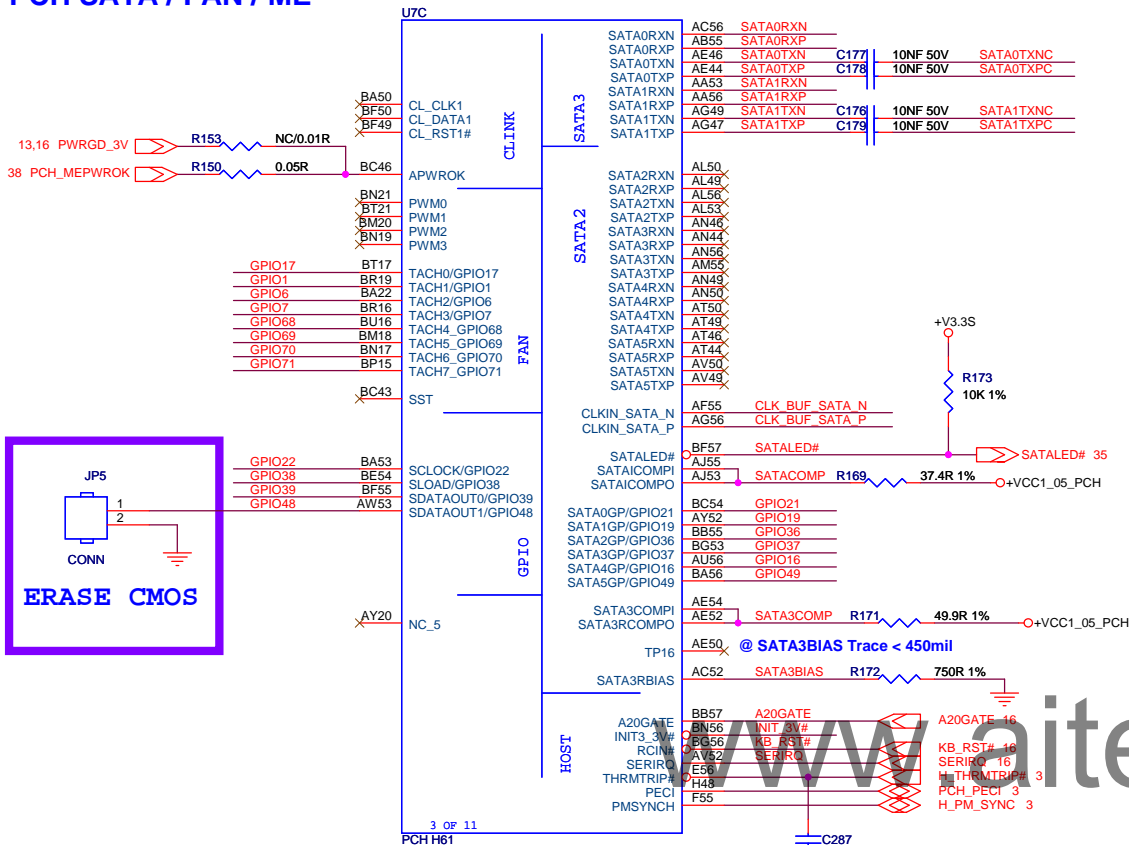 PCH SATA / FAN / ME
U7C
CLINK
SATA3
SATA2
FAN
GPIO
HOST
BA50 CL_CLK1
BF50 CL_DATA1
BF49 CL_RST1#
13,16 PWRGD_3V R153 NC/0.01R
38 PCH_MEPWROK R150 0.05R BC46 APWROK
BN21 PWM0
BT21 PWM1
BM20 PWM2
BN19 PWM3
GPIO17 BT17 TACH0/GPIO17
GPIO1 BR19 TACH1/GPIO1
GPIO6 BA22 TACH2/GPIO6
GPIO7 BR16 TACH3/GPIO7
GPIO68 BU16 TACH4_GPIO68
GPIO69 BM18 TACH5_GPIO69
GPIO70 BN17 TACH6_GPIO70
GPIO71 BP15 TACH7_GPIO71
BC43 SST
GPIO22 BA53 SCLOCK/GPIO22
GPIO38 BE54 SLOAD/GPIO38
GPIO39 BF55 SDATAOUT0/GPIO39
GPIO48 AW53 SDATAOUT1/GPIO48
JP5
1
2
CONN
ERASE CMOS
AY20 NC_5
SATA0RXN AC56 SATA0RXN
SATA0RXP AB55 SATA0RXP
SATA0TXN AE46 SATA0TXN C177 10NF 50V SATA0TXNC
SATA0TXP AE44 SATA0TXP C178 10NF 50V SATA0TXPC
SATA1RXN AA53 SATA1RXN
SATA1RXP AA56 SATA1RXP
SATA1TXN AG49 SATA1TXN C176 10NF 50V SATA1TXNC
SATA1TXP AG47 SATA1TXP C179 10NF 50V SATA1TXPC
SATA2RXN AL50
SATA2RXP AL49
SATA2TXN AL56
SATA2TXP AL53
SATA3RXN AN46
SATA3RXP AN44
SATA3TXN AN56
SATA3TXP AM55
SATA4RXN AN49
SATA4RXP AN50
SATA4TXN AT50
SATA4TXP AT49
SATA5RXN AT46
SATA5RXP AT44
SATA5TXN AV50
SATA5TXP AV49
+V3.3S
R173
10K 1%
CLKIN_SATA_N AF55 CLK_BUF_SATA_N
CLKIN_SATA_P AG56 CLK_BUF_SATA_P
SATALED# BF57 SATALED# SATALED# 35
SATAICOMPI AJ55
SATAICOMPO AJ53 SATACOMP R169 37.4R 1% +VCC1_05_PCH
SATA0GP/GPIO21 BC54 GPIO21
SATA1GP/GPIO19 AY52 GPIO19
SATA2GP/GPIO36 BB55 GPIO36
SATA3GP/GPIO37 BG53 GPIO37
SATA4GP/GPIO16 AU56 GPIO16
SATA5GP/GPIO49 BA56 GPIO49
SATA3COMPI AE54
SATA3RCOMPO AE52 SATA3COMP R171 49.9R 1% +VCC1_05_PCH
TP16 AE50 @ SATA3BIAS Trace < 450mil
SATA3RBIAS AC52 SATA3BIAS R172 750R 1%
A20GATE BB57 A20GATE A20GATE 16
INIT3_3V# BN56 INIT_3V#
RCIN# BG56 KB_RST# KB_RST# 16
SERIRQ AV52 SERIRQ SERIRQ 16
THRMTRIP# E56 H_THRMTRIP# 3
PECI H48 PCH_PECI 3
PMSYNCH F55 H_PM_SYNC 3
C287
3 OF 11
PCH H61
www.aite